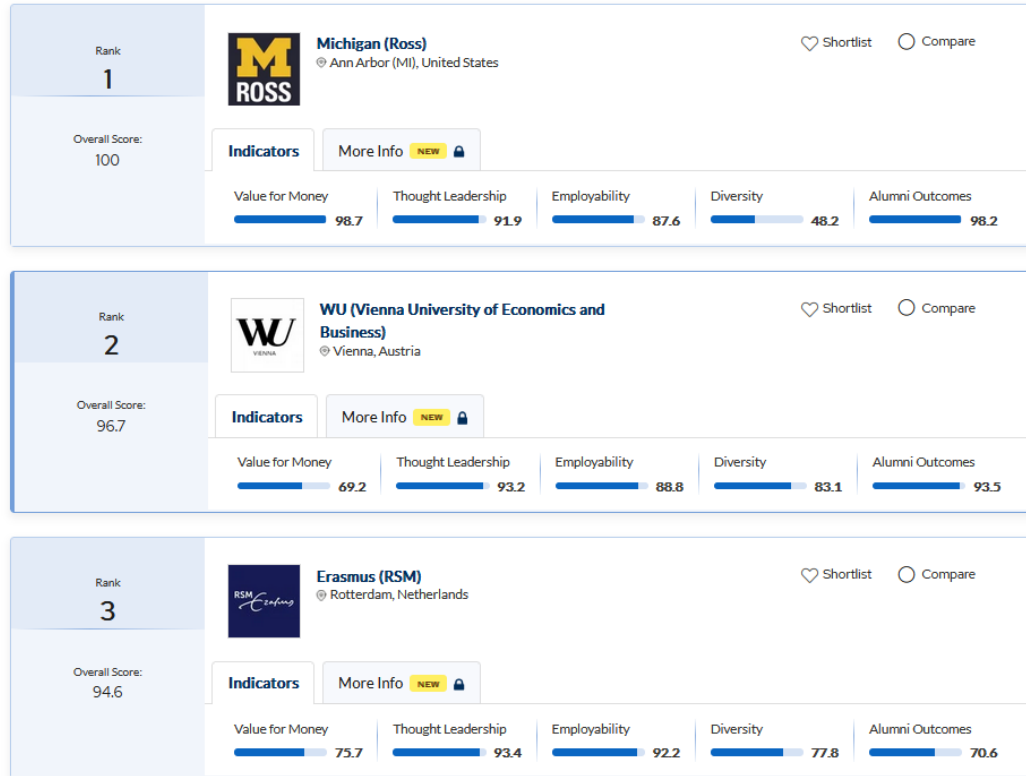 Rank
1
Overall Score:
100
M
ROSS
Michigan (Ross)
Ann Arbor (MI), United States
Shortlist
Compare
Indicators
More Info NEW
Value for Money
98.7
Thought Leadership
91.9
Employability
87.6
Diversity
48.2
Alumni Outcomes
98.2
Rank
2
Overall Score:
96.7
WU
VIENNA
WU (Vienna University of Economics and
Business)
Vienna, Austria
Shortlist
Compare
Indicators
More Info NEW
Value for Money
69.2
Thought Leadership
93.2
Employability
88.8
Diversity
83.1
Alumni Outcomes
93.5
Rank
3
Overall Score:
94.6
RSM Erasmus
Erasmus (RSM)
Rotterdam, Netherlands
Shortlist
Compare
Indicators
More Info NEW
Value for Money
75.7
Thought Leadership
93.4
Employability
92.2
Diversity
77.8
Alumni Outcomes
70.6